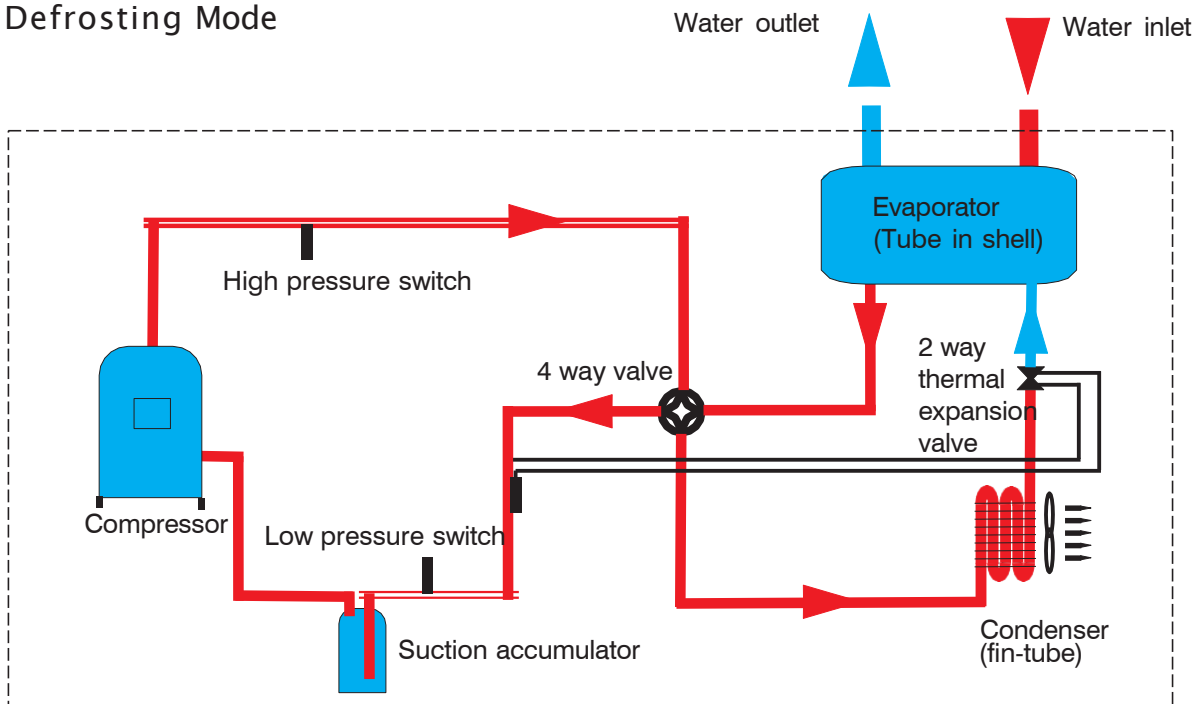 Defrosting Mode
Water outlet
Water inlet
Evaporator
(Tube in shell)
High pressure switch
4 way valve
2 way
thermal
expansion
valve
Compressor
Low pressure switch
Suction accumulator
Condenser
(fin-tube)